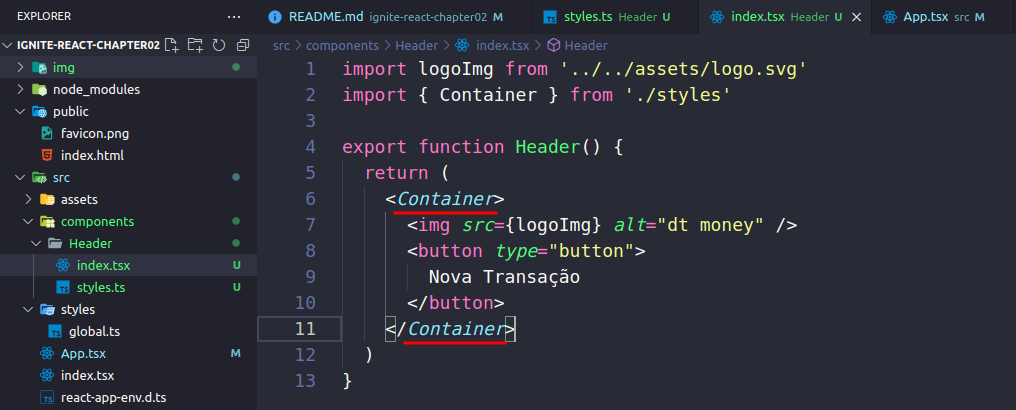 EXPLORER ...
README.md ignite-react-chapter02 M
styles.ts Header U
index.tsx Header U
App.tsx src M
IGNITE-REACT-CHAPTER02
img
node_modules
public
favicon.png
index.html
src
assets
components
Header
index.tsx U
TS styles.ts U
styles
TS global.ts
App.tsx M
index.tsx
TS react-app-env.d.ts
src > components > Header > index.tsx > Header
1 import logoImg from '../../assets/logo.svg'
2 import { Container } from './styles'
3
4 export function Header() {
5 return (
6 <Container>
7 <img src={logoImg} alt="dt money" />
8 <button type="button">
9 Nova Transação
10 </button>
11 </Container>
12 )
13 }